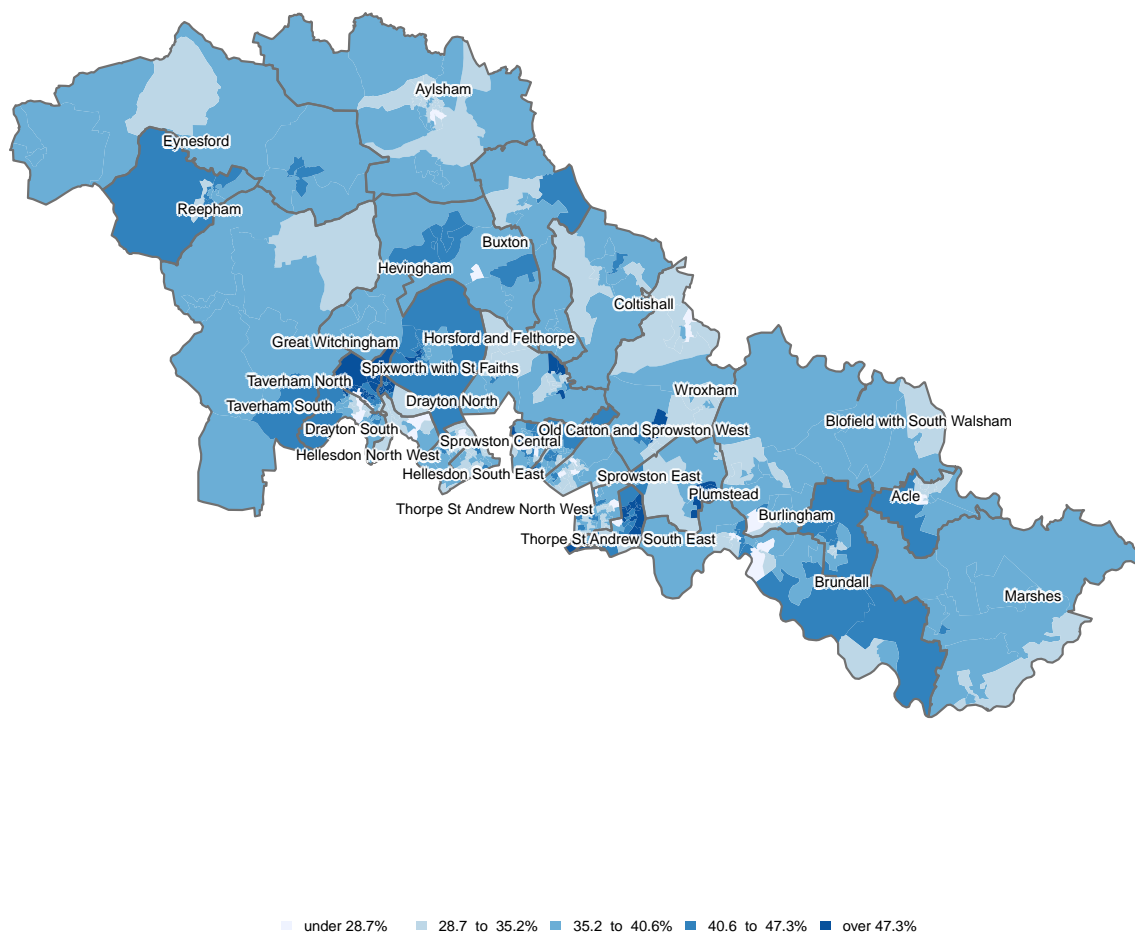 Aylsham
Eynesford
Reepham
Buxton
Hevingham
Coltishall
Great Witchingham
Horsford and Felthorpe
Spixworth with St Faiths
Taverham North
Wroxham
Drayton North
Taverham South
Blofield with South Walsham
Drayton South
Old Catton and Sprowston West
Sprowston Central
Hellesdon North West
Hellesdon South East
Sprowston East
Plumstead
Acle
Thorpe St Andrew North West
Burlingham
Thorpe St Andrew South East
Brundall
Marshes
under 28.7% 28.7 to 35.2% 35.2 to 40.6% 40.6 to 47.3% over 47.3%